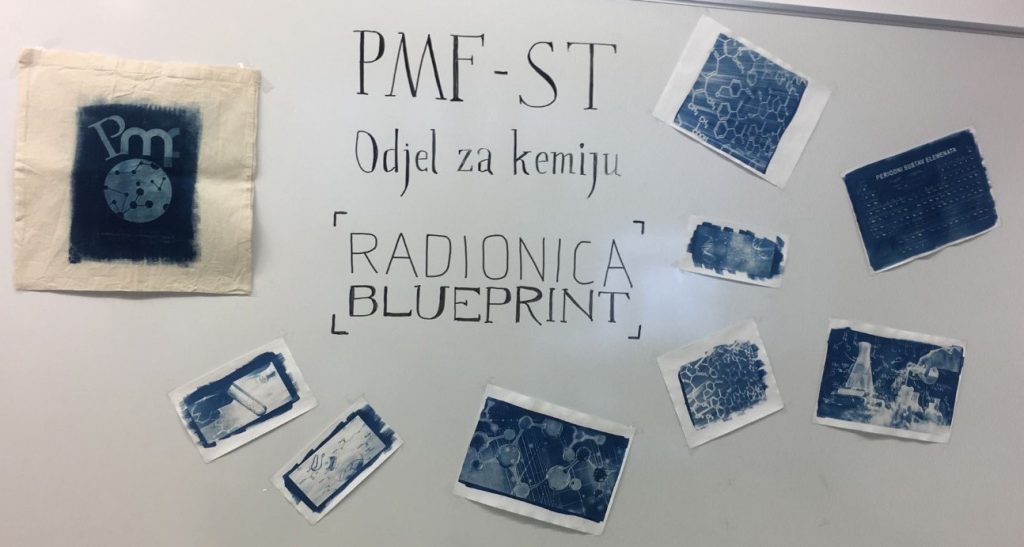 PMF-ST
Odjel za kemiju
RADIONICA
BLUEPRINT
Pmf
PERIODNI SUSTAV ELEMENATA